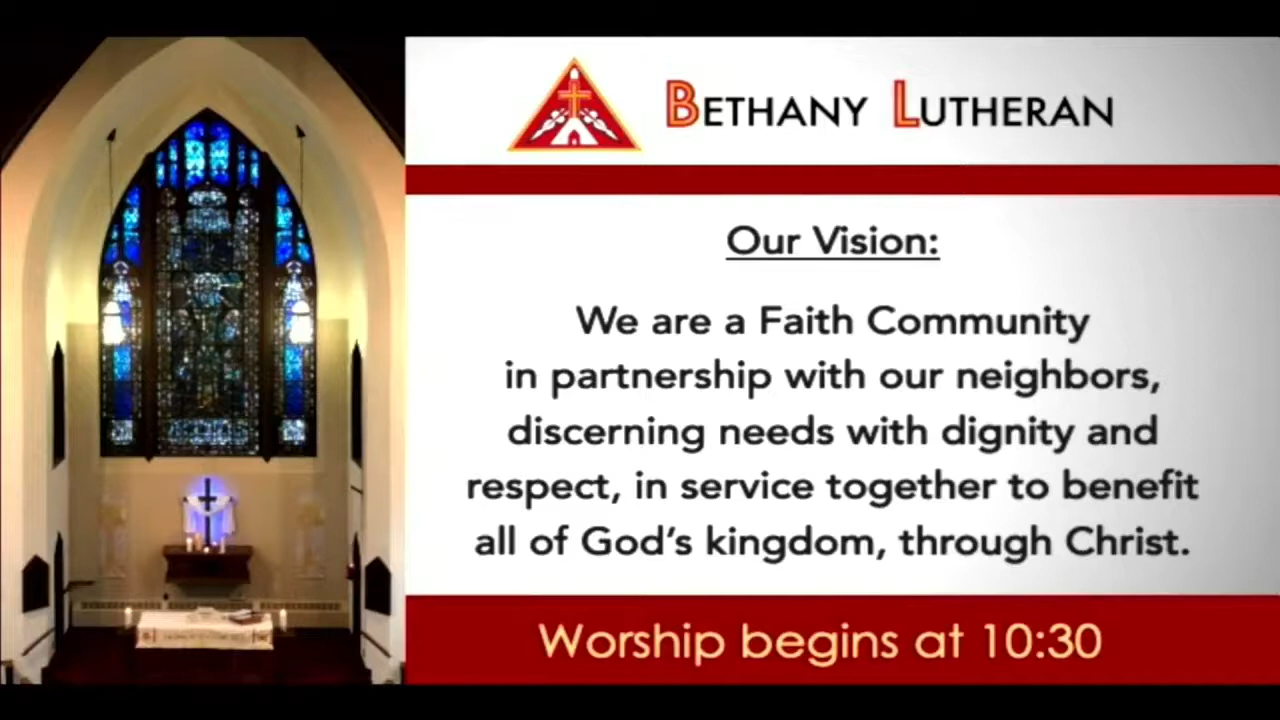 BETHANY LUTHERAN
Our Vision:
We are a Faith Community
in partnership with our neighbors,
discerning needs with dignity and
respect, in service together to benefit
all of God's kingdom, through Christ.
Worship begins at 10:30